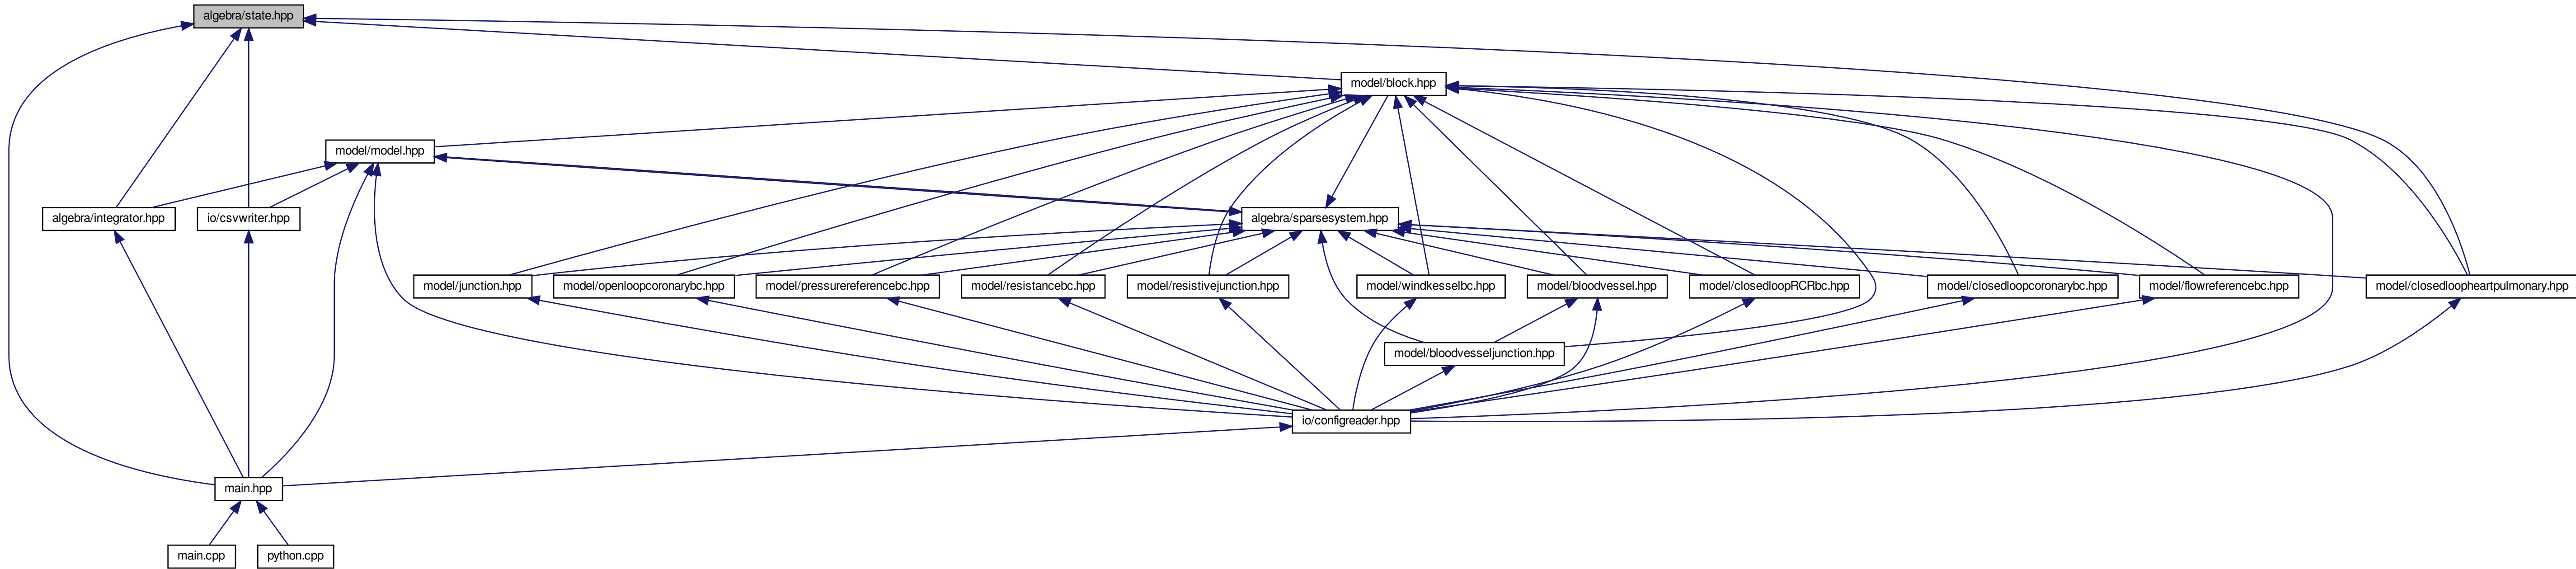 algebra/state.hpp
model/block.hpp
model/model.hpp
algebra/integrator.hpp
io/csvwriter.hpp
algebra/sparsesystem.hpp
model/junction.hpp
model/openloopcoronarybc.hpp
model/pressurereferencebc.hpp
model/resistancebc.hpp
model/resistivejunction.hpp
model/windkesselbc.hpp
model/bloodvessel.hpp
model/closedloopRCRbc.hpp
model/closedloopcoronarybc.hpp
model/flowreferencebc.hpp
model/closedloopheartpulmonary.hpp
model/bloodvesseljunction.hpp
io/configreader.hpp
main.hpp
main.cpp
python.cpp